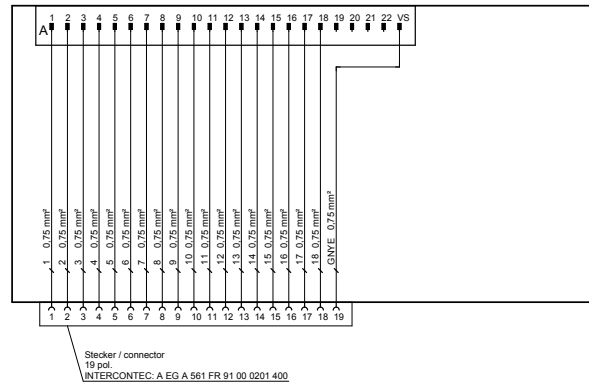 1 2 3 4 5 6 7 8 9 10 11 12 13 14 15 16 17 18 19 20 21 22 VS
A
1 0,75 mm²
2 0,75 mm²
3 0,75 mm²
4 0,75 mm²
5 0,75 mm²
6 0,75 mm²
7 0,75 mm²
8 0,75 mm²
9 0,75 mm²
10 0,75 mm²
11 0,75 mm²
12 0,75 mm²
13 0,75 mm²
14 0,75 mm²
15 0,75 mm²
16 0,75 mm²
17 0,75 mm²
18 0,75 mm²
GNYE 0,75 mm²
1 2 3 4 5 6 7 8 9 10 11 12 13 14 15 16 17 18 19
Stecker / connector
19 pol.
INTERCONTEC: A EG A 561 FR 91 00 0201 400